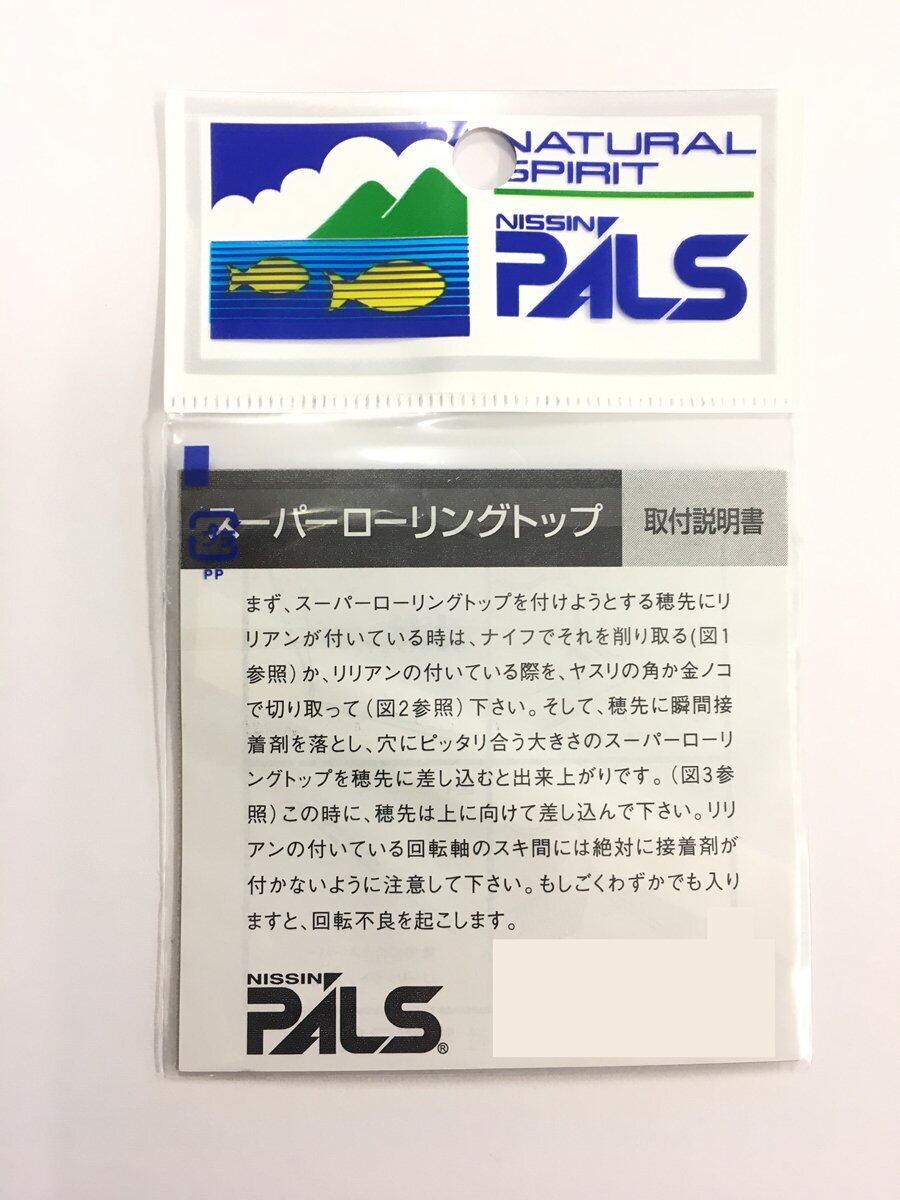 NATURAL
SPIRIT
NISSIN
PALS
スーパーローリングトップ 取付説明書
PP
まず、スーパーローリングトップを付けようとする穂先にリ
リアンが付いている時は、ナイフでそれを削り取る(図1
参照)か、リリアンの付いている際を、ヤスリの角か金ノコ
で切り取って(図2参照)下さい。そして、穂先に瞬間接
着剤を落とし、穴にピッタリ合う大きさのスーパーローリ
ングトップを穂先に差し込むと出来上がりです。(図3参
照)この時に、穂先は上に向けて差し込んで下さい。リリ
アンの付いている回転軸のスキ間には絶対に接着剤が
付かないように注意して下さい。もしごくわずかでも入り
ますと、回転不良を起こします。
NISSIN
PALS®